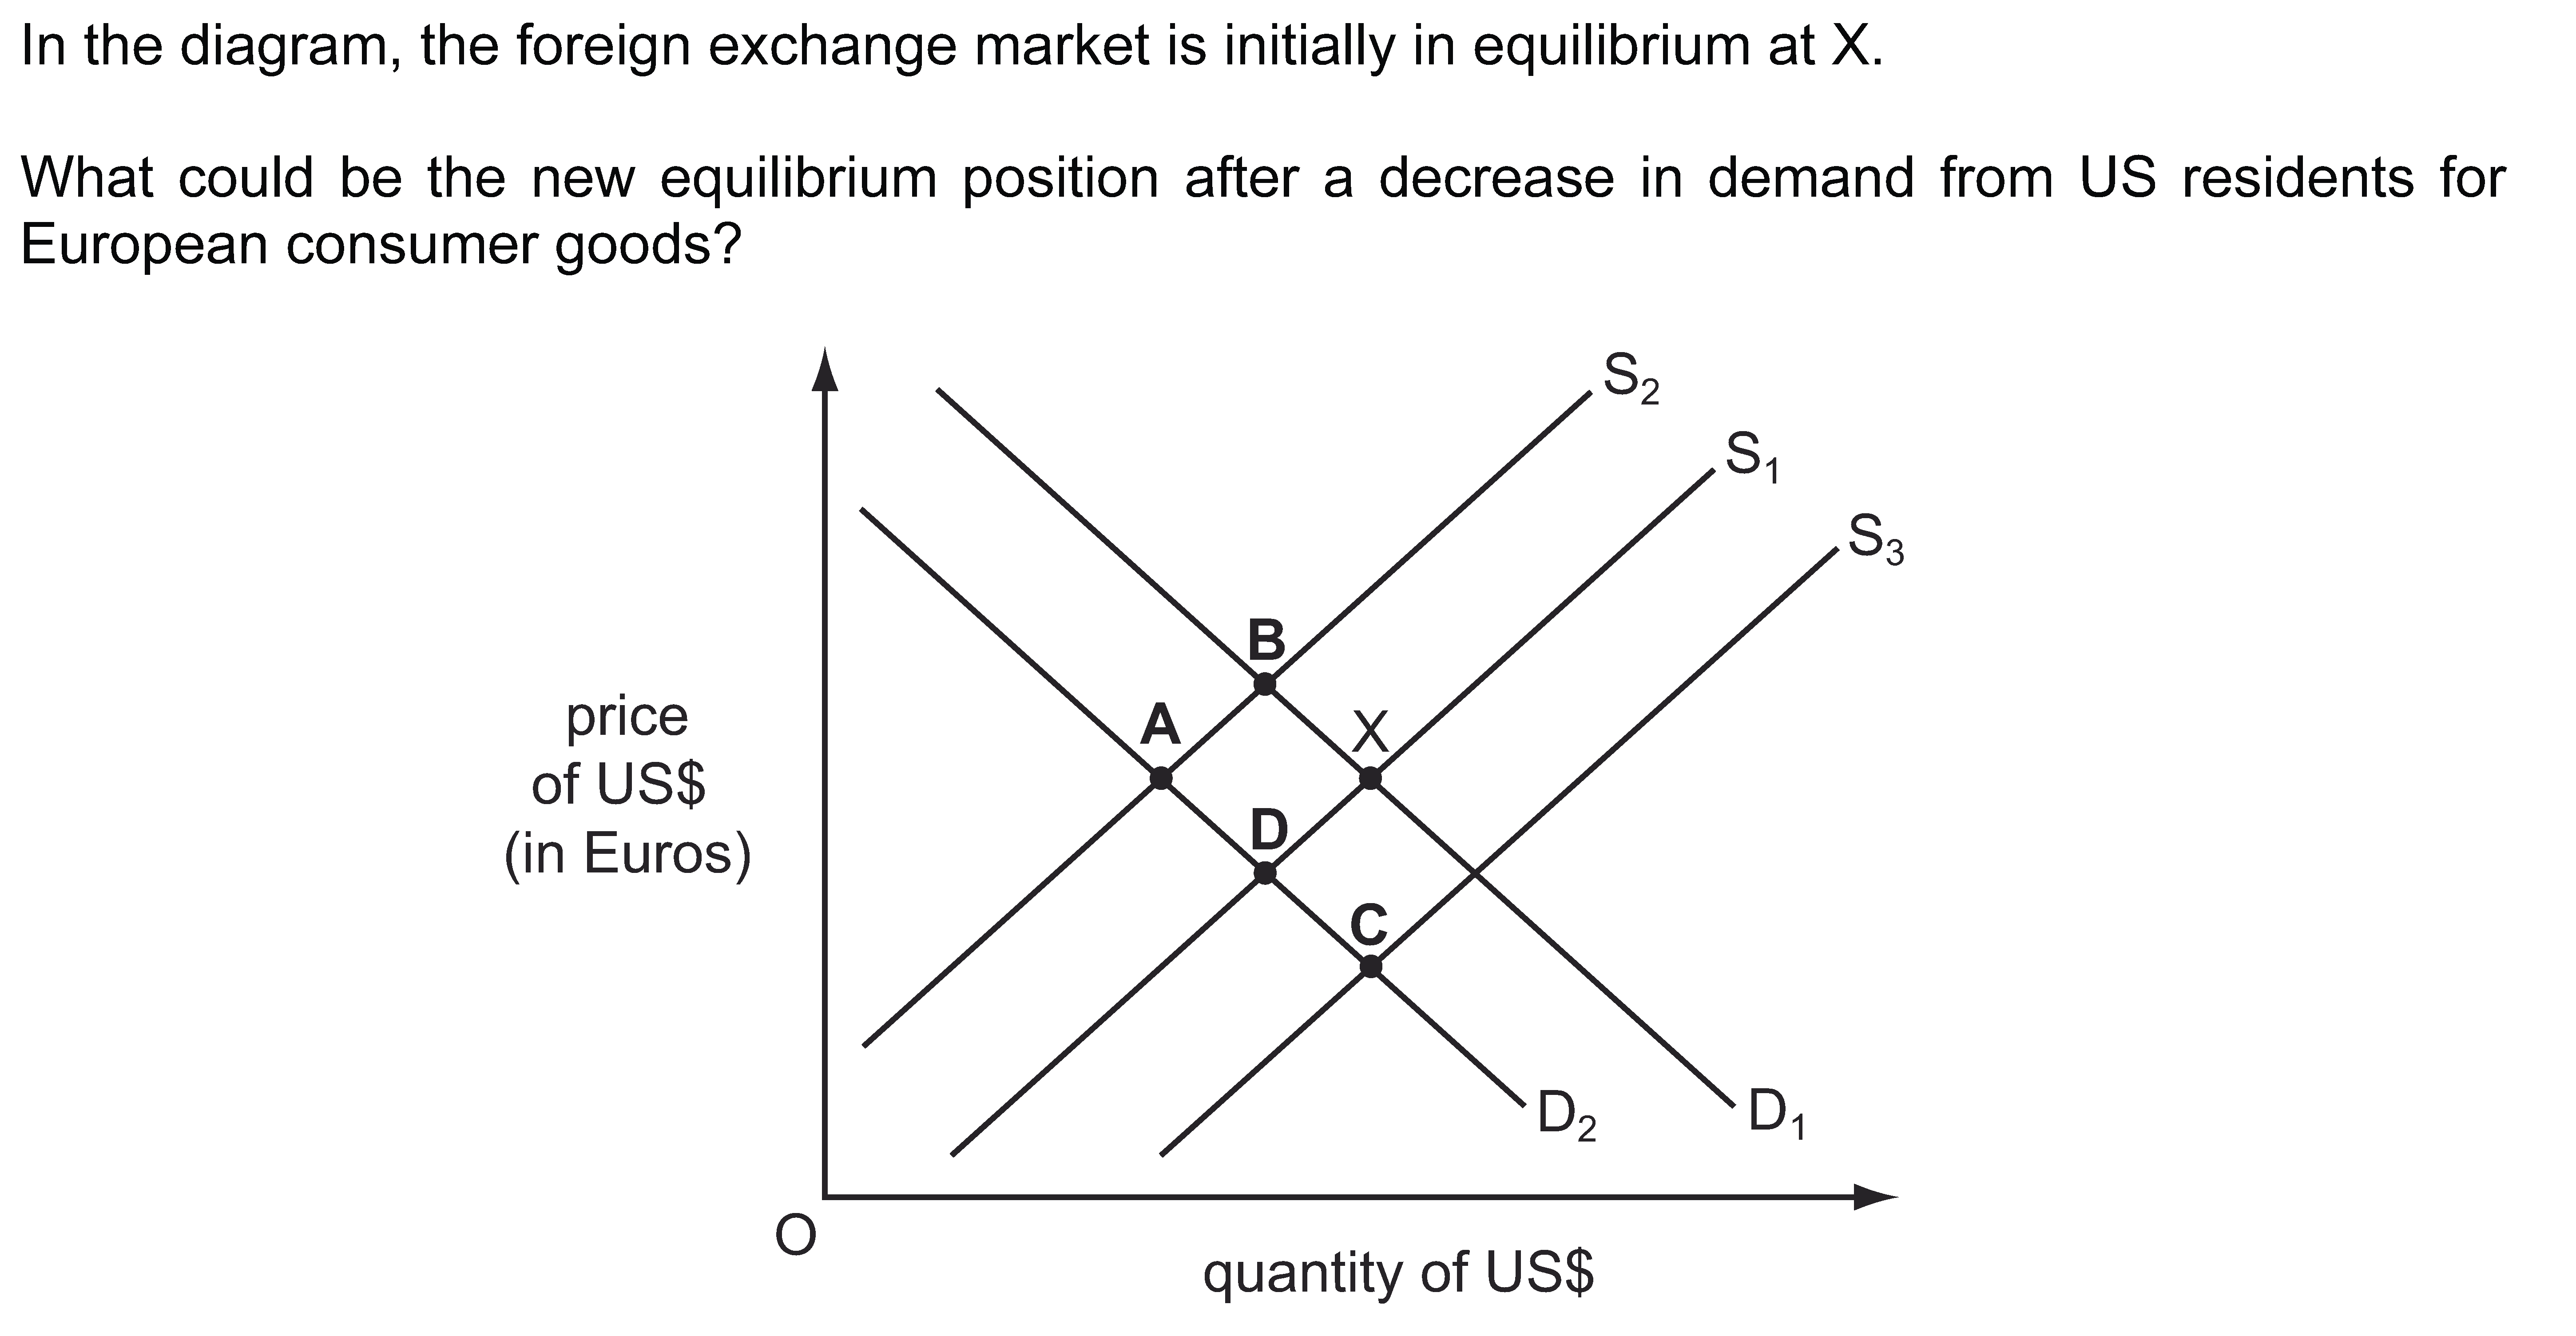 In the diagram, the foreign exchange market is initially in equilibrium at X.
What could be the new equilibrium position after a decrease in demand from US residents for
European consumer goods?
S₂
S₁
S₃
B
A
X
D
C
price
of US$
(in Euros)
D₂
D₁
O
quantity of US$